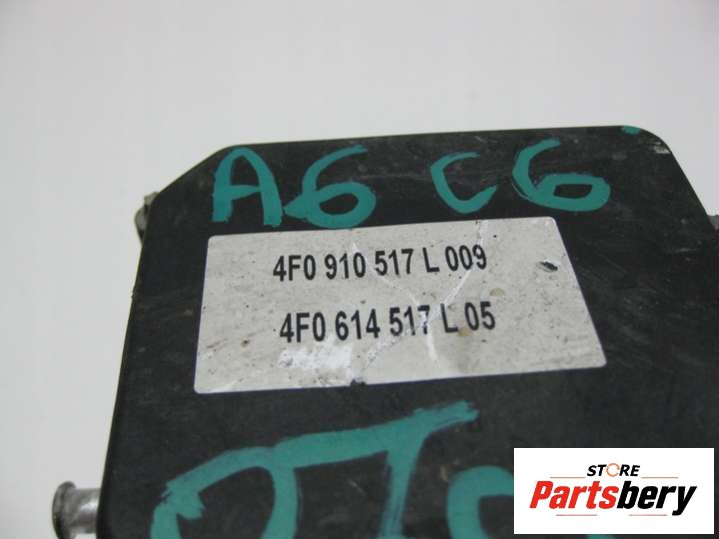 A6 C6
4F0 910 517 L 009
4F0 614 517 L 05
STORE
Partsbery